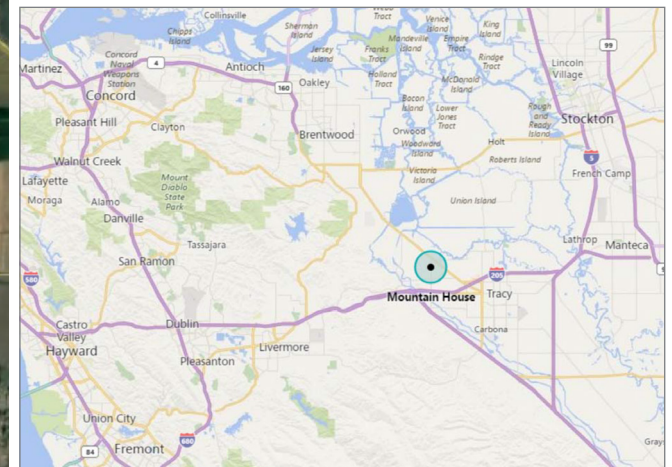 Collinsville
Chipps
Island
Sherman
Island
Tract
Venice
Island
King
Island
Mandeville
Island
Empire
Tract
Jersey
Island
Franks
Tract
Rindge
Tract
99
Concord
Naval
Weapons
Station
4
Martinez
Antioch
Holland
Tract
McDonald
Island
Lincoln
Village
Concord
160
Oakley
Bacon
Island
Lower
Jones
Tract
Rough
and
Ready
Island
Stockton
Pleasant Hill
Clayton
Brentwood
Orwood
Woodward
Island
Holt
5
Walnut Creek
Roberts Island
Lafayette
Mount
Diablo
State
Park
Victoria
Island
French Camp
Moraga
Alamo
Union Island
Danville
Tassajara
Lathrop
Manteca
San Ramon
580
205
Mountain House
Tracy
Castro
Valley
Dublin
Carbona
Hayward
Livermore
Pleasanton
Union City
680
Gray
84
Fremont